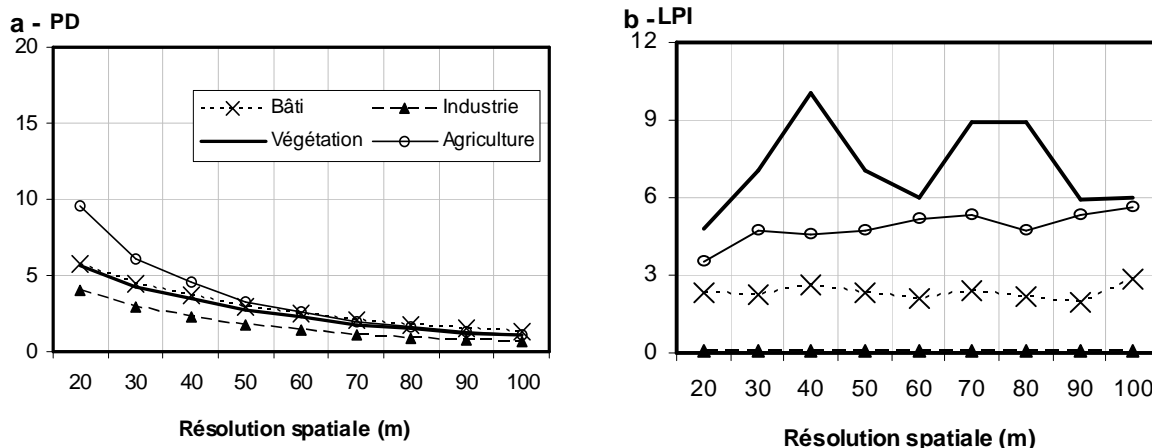 a - PD
20
15
10
5
0
Bâti
Industrie
Végétation
Agriculture
20 30 40 50 60 70 80 90 100
Résolution spatiale (m)
b -LPI
12
9
6
3
0
20 30 40 50 60 70 80 90 100
Résolution spatiale (m)